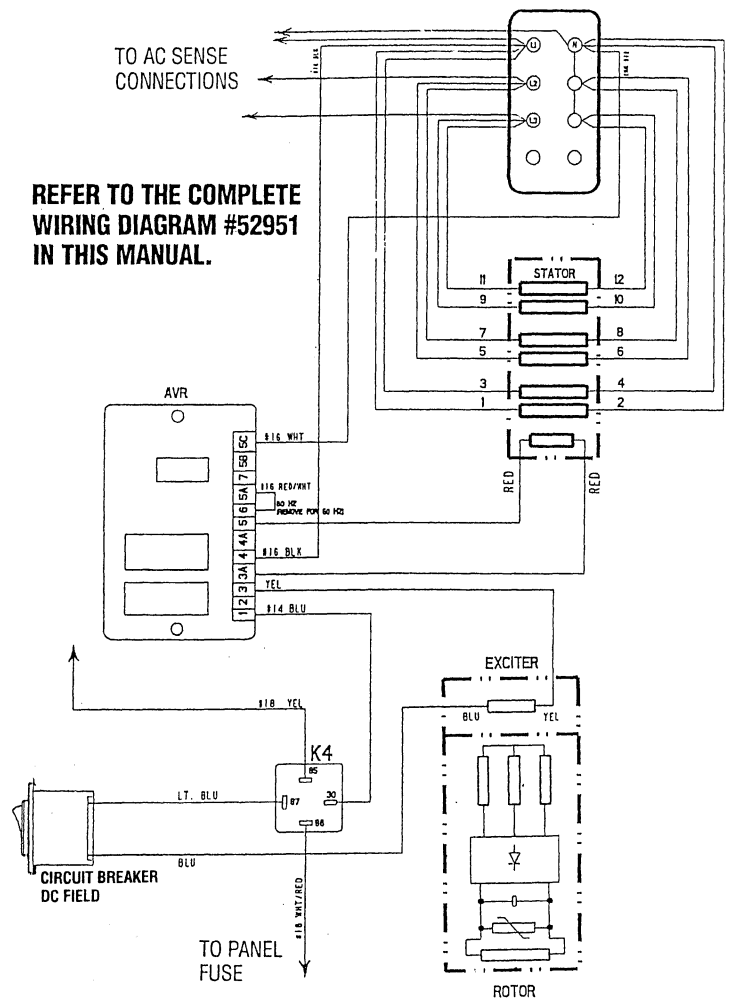 TO AC SENSE
CONNECTIONS
#16 BLK
L1
N
L2
L3
REFER TO THE COMPLETE
WIRING DIAGRAM #52951
IN THIS MANUAL.
STATOR
11
12
9
10
7
8
5
6
3
4
1
2
RED
RED
AVR
5C
5B
7
5A
6
5
4A
4
3A
3
2
1
#16 WHT
#16 RED/WHT
(REMOVE FOR 50 HZ)
#16 BLK
YEL
#14 BLU
EXCITER
BLU
YEL
#18 YEL
K4
85
87
30
86
LT. BLU
BLU
CIRCUIT BREAKER
DC FIELD
#18 WHT/RED
TO PANEL
FUSE
ROTOR